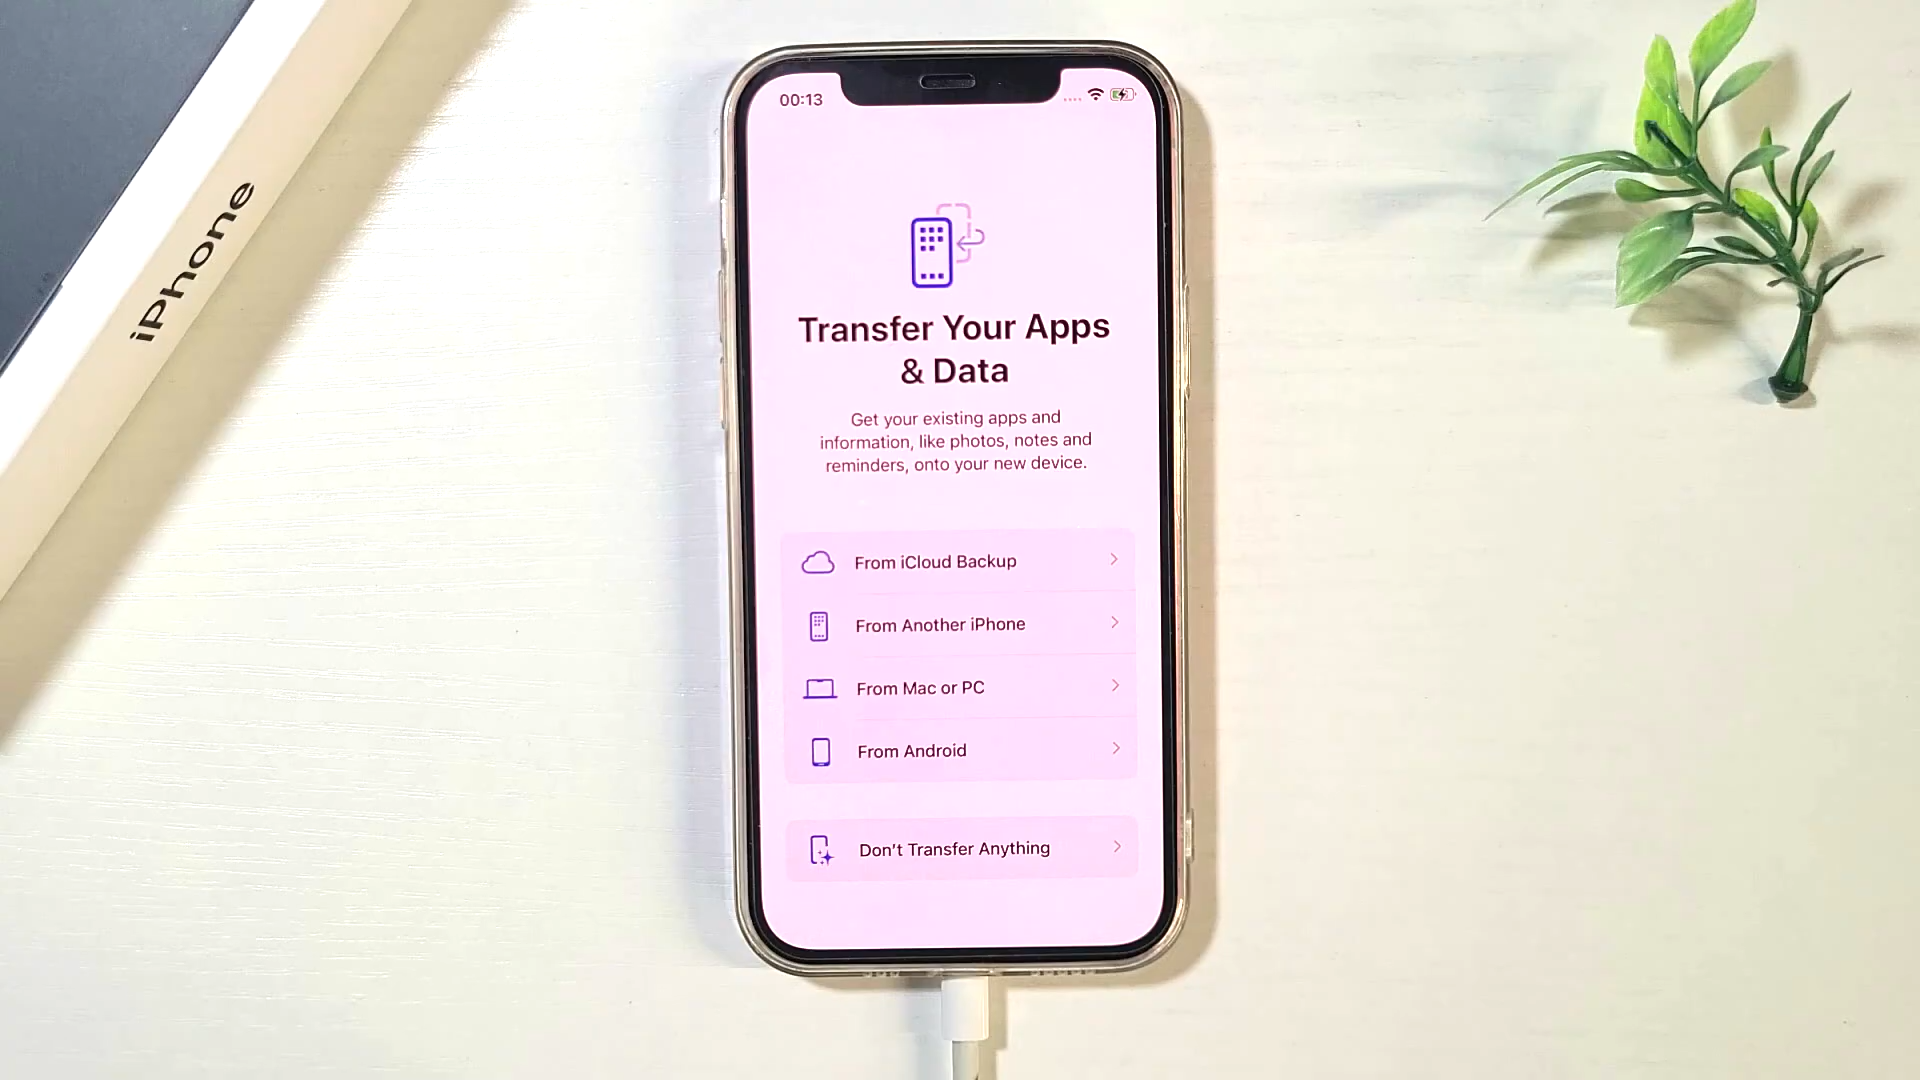 iPhone
00:13
Transfer Your Apps
& Data
Get your existing apps and
information, like photos, notes and
reminders, onto your new device.
From iCloud Backup
From Another iPhone
From Mac or PC
From Android
Don't Transfer Anything